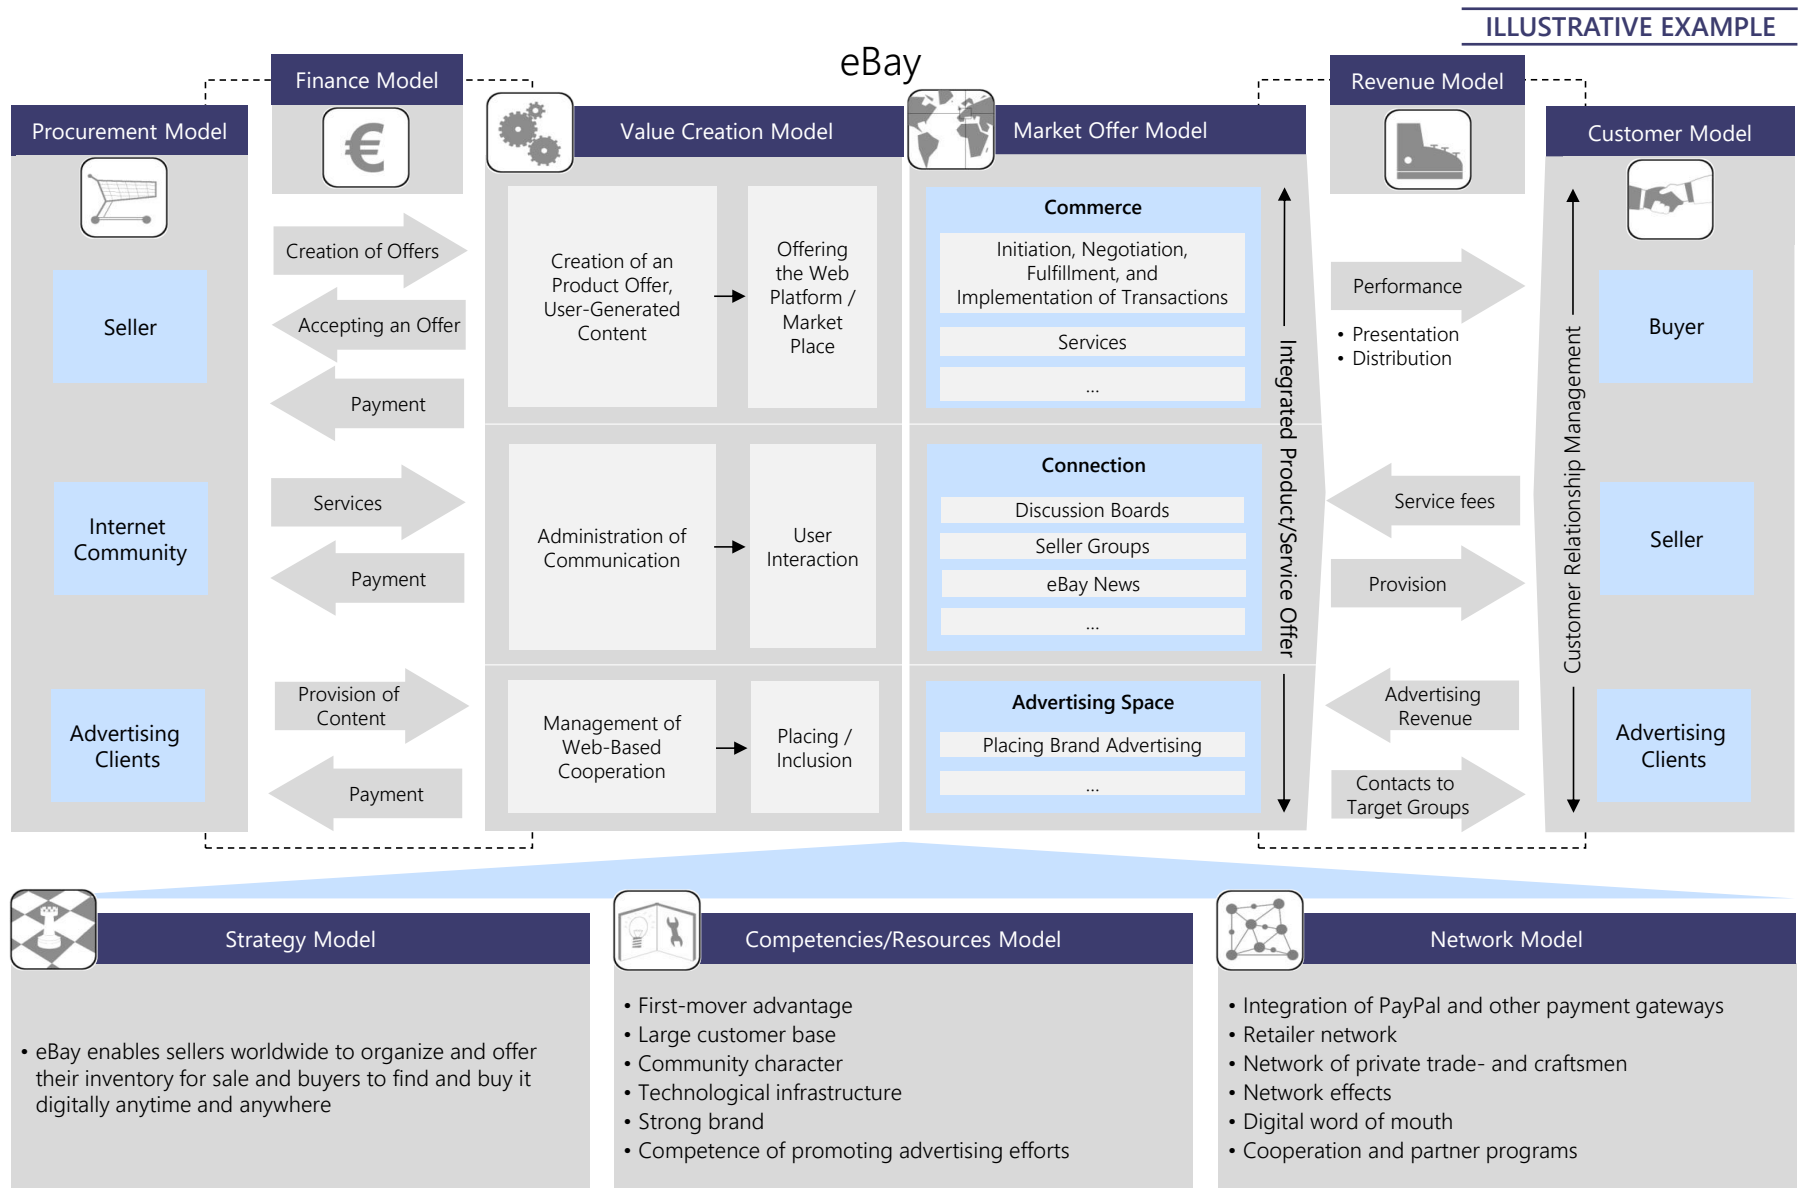 ILLUSTRATIVE EXAMPLE
eBay
Procurement Model
Seller
Internet
Community
Advertising
Clients
Finance Model
€
Creation of Offers
Accepting an Offer
Payment
Services
Payment
Provision of
Content
Payment
Value Creation Model
Creation of an
Product Offer,
User-Generated
Content
Offering
the Web
Platform /
Market
Place
Administration of
Communication
User
Interaction
Management of
Web-Based
Cooperation
Placing /
Inclusion
Market Offer Model
Commerce
Initiation, Negotiation,
Fulfillment, and
Implementation of Transactions
Services
...
Connection
Discussion Boards
Seller Groups
eBay News
...
Advertising Space
Placing Brand Advertising
...
Integrated Product/Service Offer
Revenue Model
Performance
• Presentation
• Distribution
Service fees
Provision
Advertising
Revenue
Contacts to
Target Groups
Customer Model
Customer Relationship Management
Buyer
Seller
Advertising
Clients
Strategy Model
• eBay enables sellers worldwide to organize and offer
their inventory for sale and buyers to find and buy it
digitally anytime and anywhere
Competencies/Resources Model
• First-mover advantage
• Large customer base
• Community character
• Technological infrastructure
• Strong brand
• Competence of promoting advertising efforts
Network Model
• Integration of PayPal and other payment gateways
• Retailer network
• Network of private trade- and craftsmen
• Network effects
• Digital word of mouth
• Cooperation and partner programs